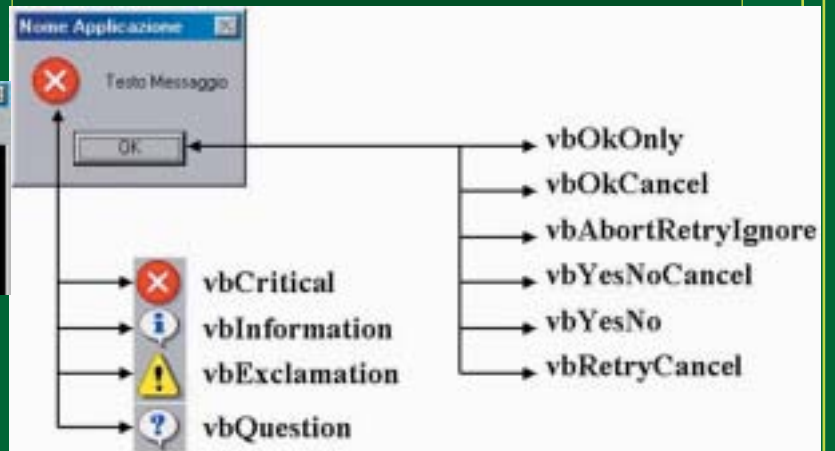 Nome Applicazione
Testo Messaggio
OK
vbOkOnly
vbOkCancel
vbAbortRetryIgnore
vbYesNoCancel
vbYesNo
vbRetryCancel
vbCritical
vbInformation
vbExclamation
vbQuestion